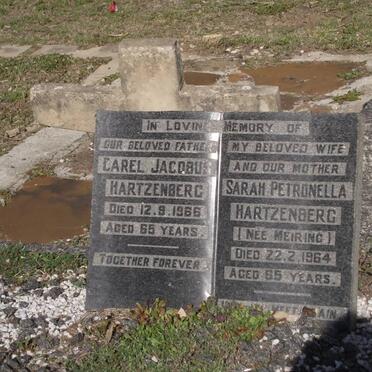 IN LOVING MEMORY OF
OUR BELOVED FATHER
CAREL JACOBUS
HARTZENBERG
DIED 12.9.1966
AGED 65 YEARS.
TOGETHER FOREVER
MY BELOVED WIFE
AND OUR MOTHER
SARAH PETRONELLA
HARTZENBERG
(NEE MEIRING)
DIED 22.2.1964
AGED 65 YEARS.